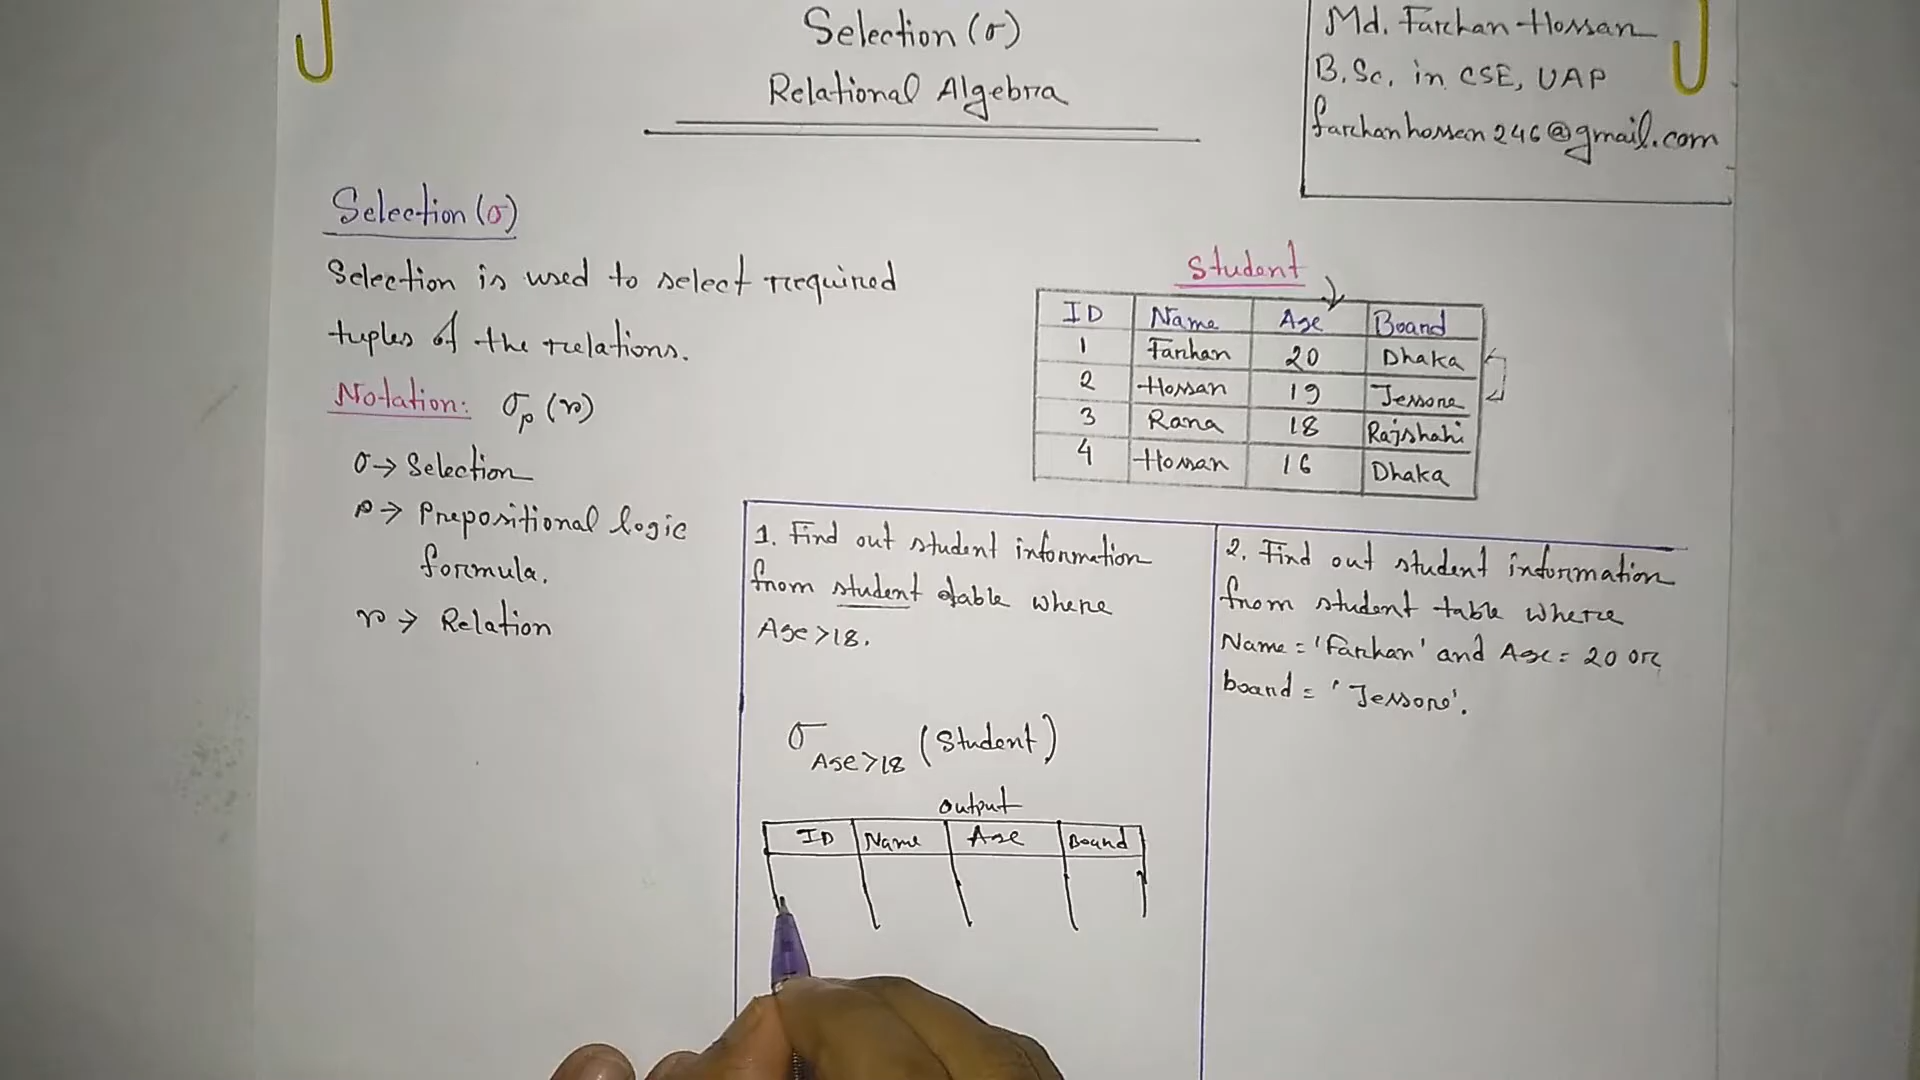 Selection (σ)
Relational Algebra
Md. Farhan Hossan
B.Sc. in CSE, UAP
farhanhossan246@gmail.com
Selection (σ)
Selection is used to select required
tuples of the relations.
Notation: σp (r)
σ → Selection
p → Prepositional logic
formula.
r → Relation
Student
ID Name Age Board
1 Farhan 20 Dhaka
2 Hossan 19 Jessore
3 Rana 18 Rajshahi
4 Hossan 16 Dhaka
1. Find out student information
from student table where
Age >18.
σ Age>18 (Student)
output
ID Name Age Board
2. Find out student information
from student table where
Name = 'Farhan' and Age = 20 or
board = 'Jessore'.